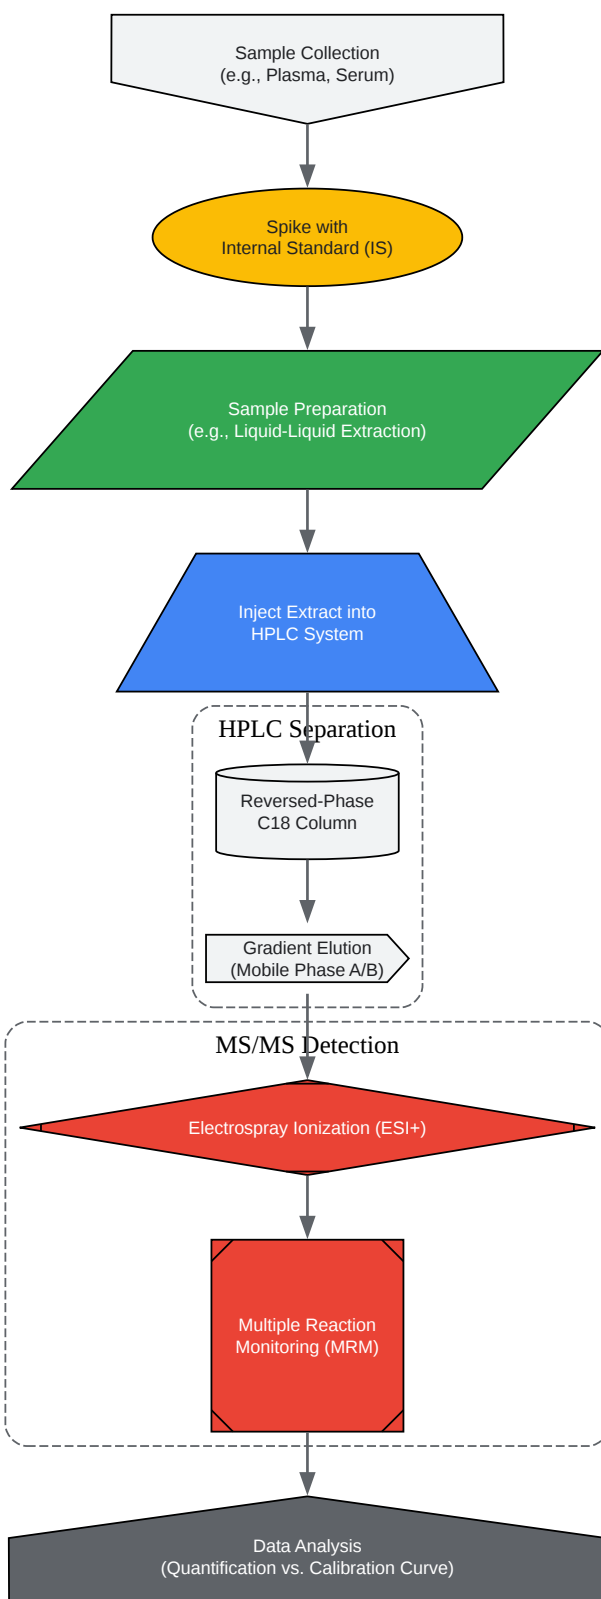 Sample Collection
(e.g., Plasma, Serum)
Spike with
Internal Standard (IS)
Sample Preparation
(e.g., Liquid-Liquid Extraction)
Inject Extract into
HPLC System
HPLC Separation
Reversed-Phase
C18 Column
Gradient Elution
(Mobile Phase A/B)
MS/MS Detection
Electrospray Ionization (ESI+)
Multiple Reaction
Monitoring (MRM)
Data Analysis
(Quantification vs. Calibration Curve)